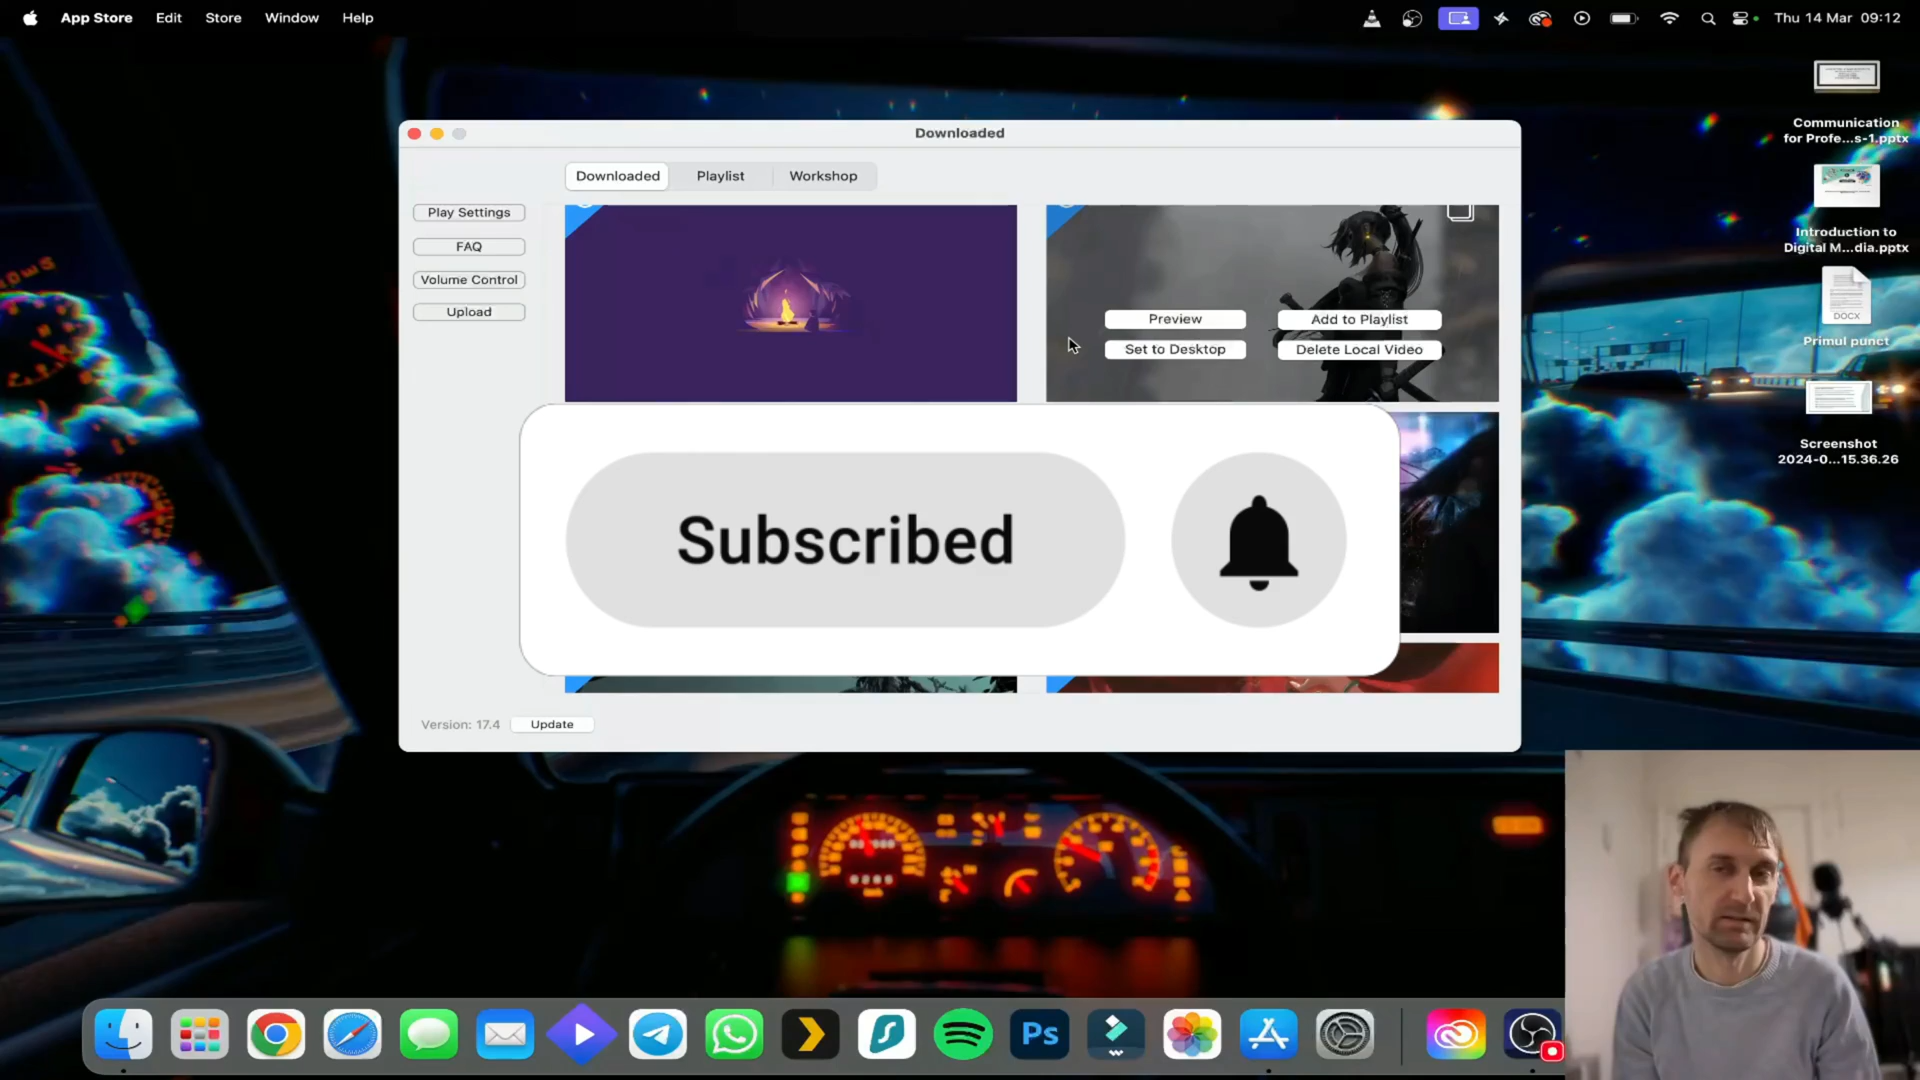 App Store Edit Store Window Help Thu 14 Mar 09:12
Downloaded
Downloaded Playlist Workshop
Play Settings
FAQ
Volume Control
Upload
Preview Add to Playlist
Set to Desktop Delete Local Video
Subscribed
Version: 17.4 Update
Communication
for Profe...s-1.pptx
Introduction to
Digital M...dia.pptx
DOCX
Primul punct
Screenshot
2024-0...15.36.26
Ps